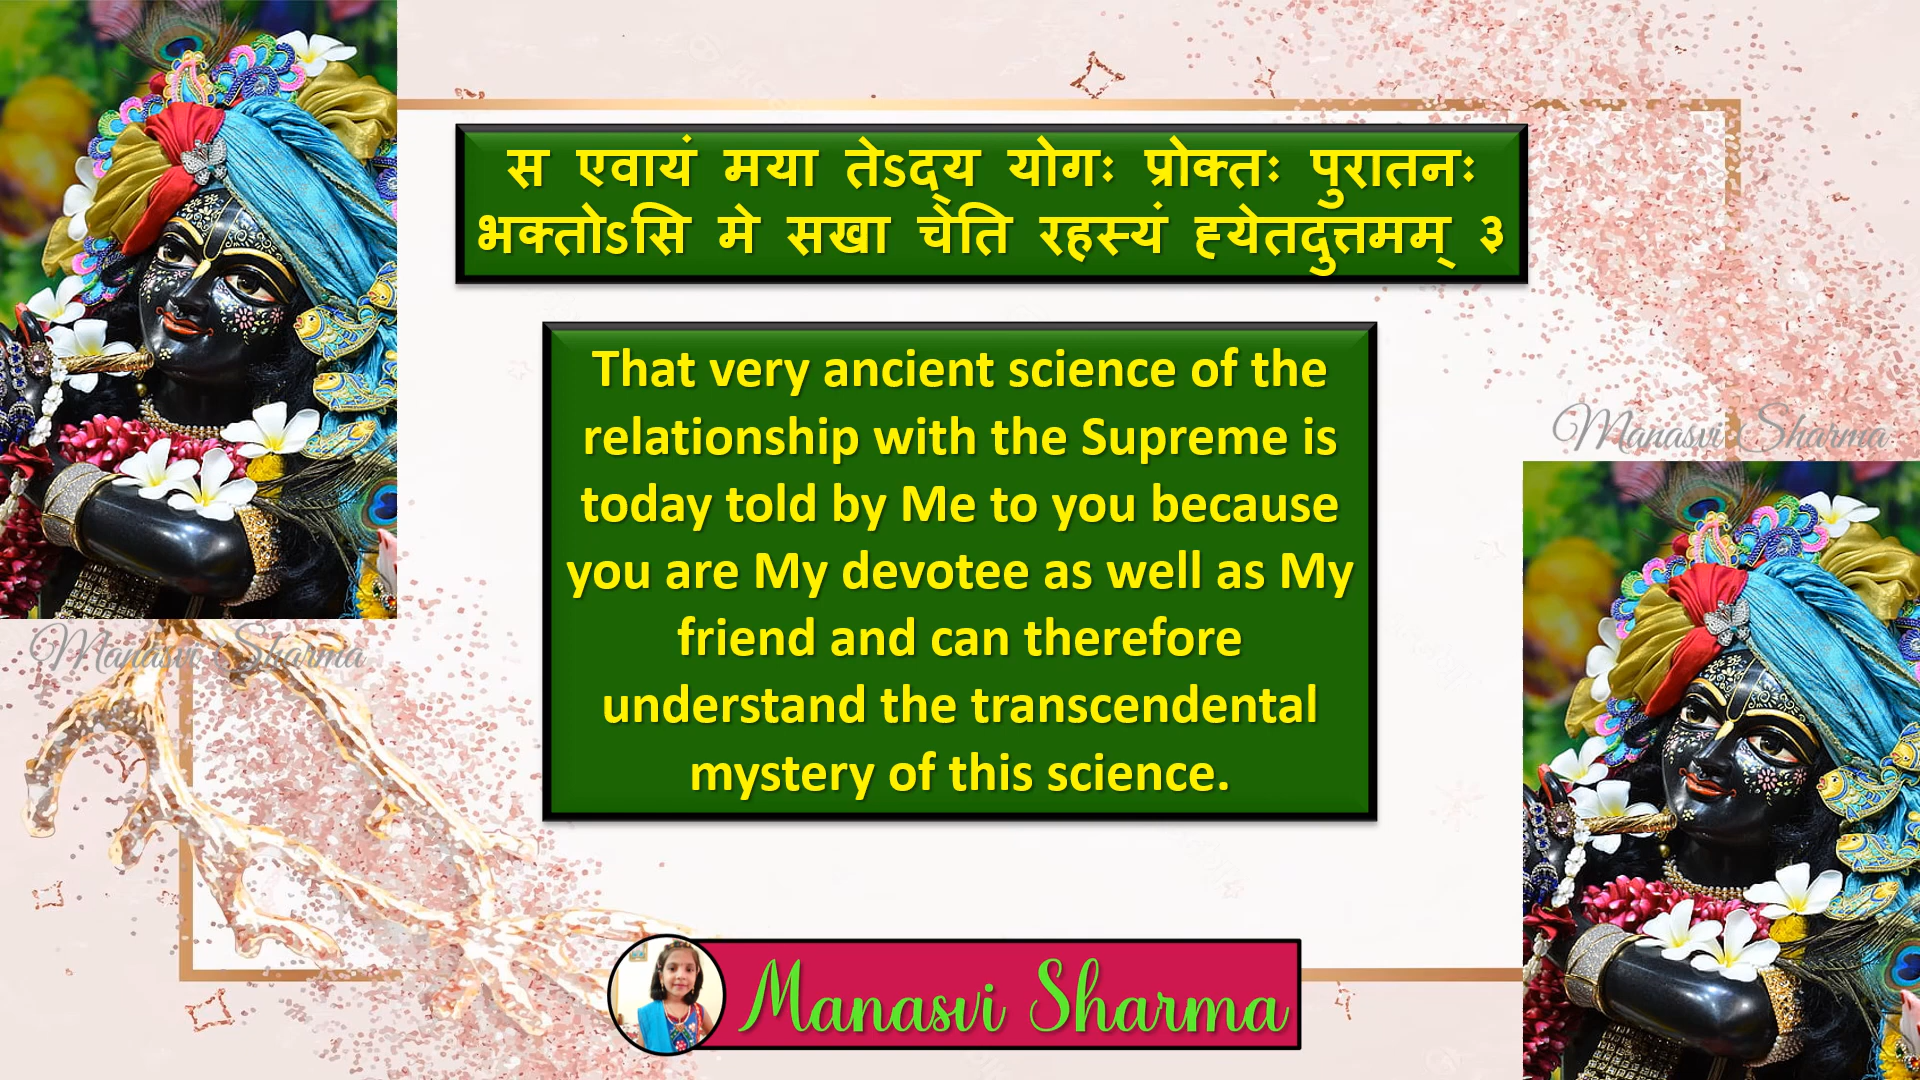 स एवायं मया तेऽद्य योगः प्रोक्तः पुरातनः
भक्तोऽसि मे सखा चेति रहस्यं ह्येतदुत्तमम् ३
That very ancient science of the
relationship with the Supreme is
today told by Me to you because
you are My devotee as well as My
friend and can therefore
understand the transcendental
mystery of this science.
Manasvi Sharma
Manasvi Sharma
Manasvi Sharma